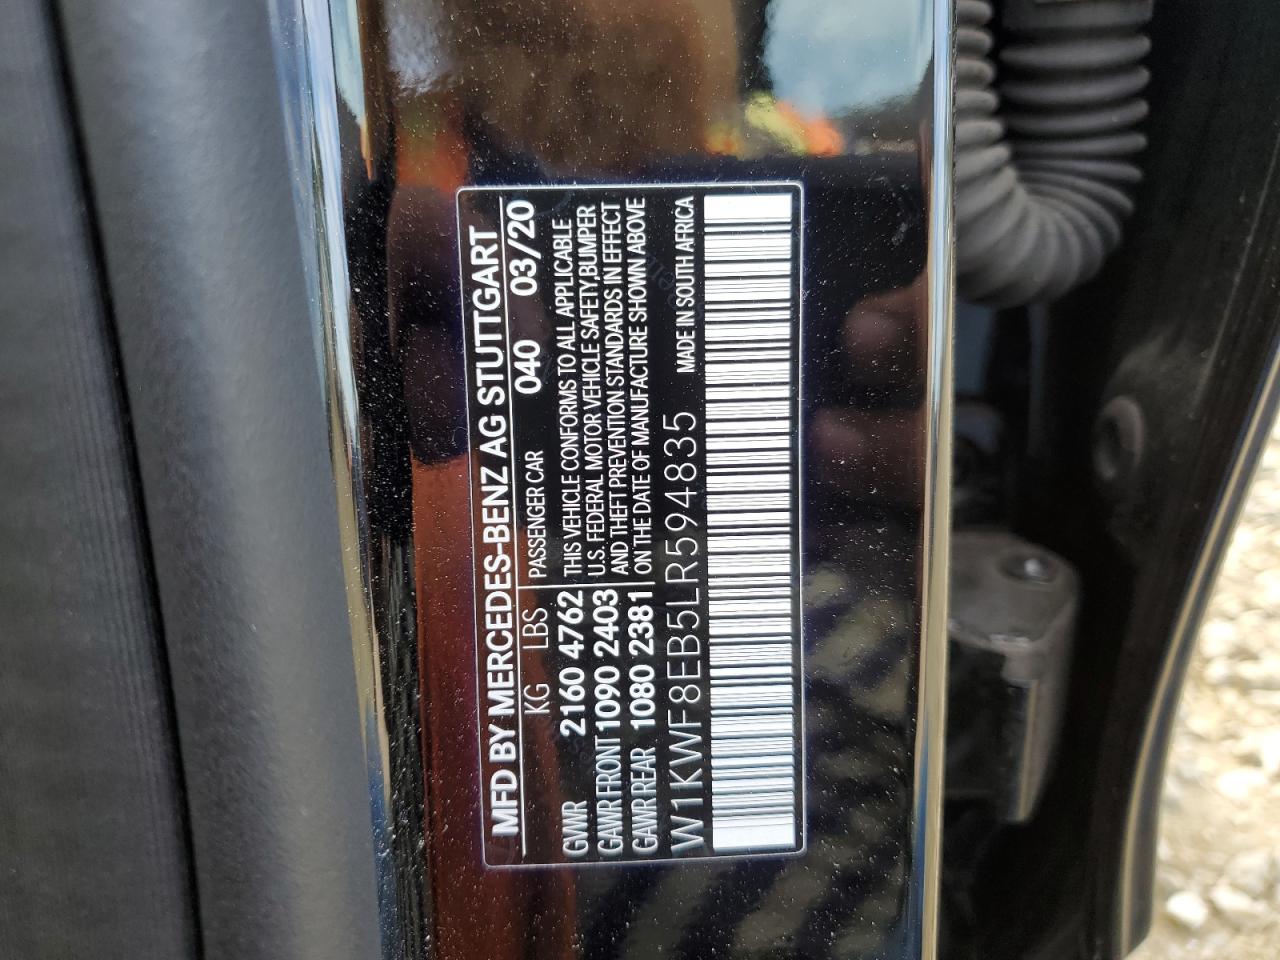 MFD BY MERCEDES-BENZ AG STUTTGART
KG LBS PASSENGER CAR 040 03/20
GVWR 2160 4762 THIS VEHICLE CONFORMS TO ALL APPLICABLE
GAWR FRONT 1090 2403 U.S. FEDERAL MOTOR VEHICLE SAFETY,BUMPER
AND THEFT PREVENTION STANDARDS IN EFFECT
GAWR REAR 1080 2381 ON THE DATE OF MANUFACTURE SHOWN ABOVE
W1KWF8EB5LR594835 MADE IN SOUTH AFRICA